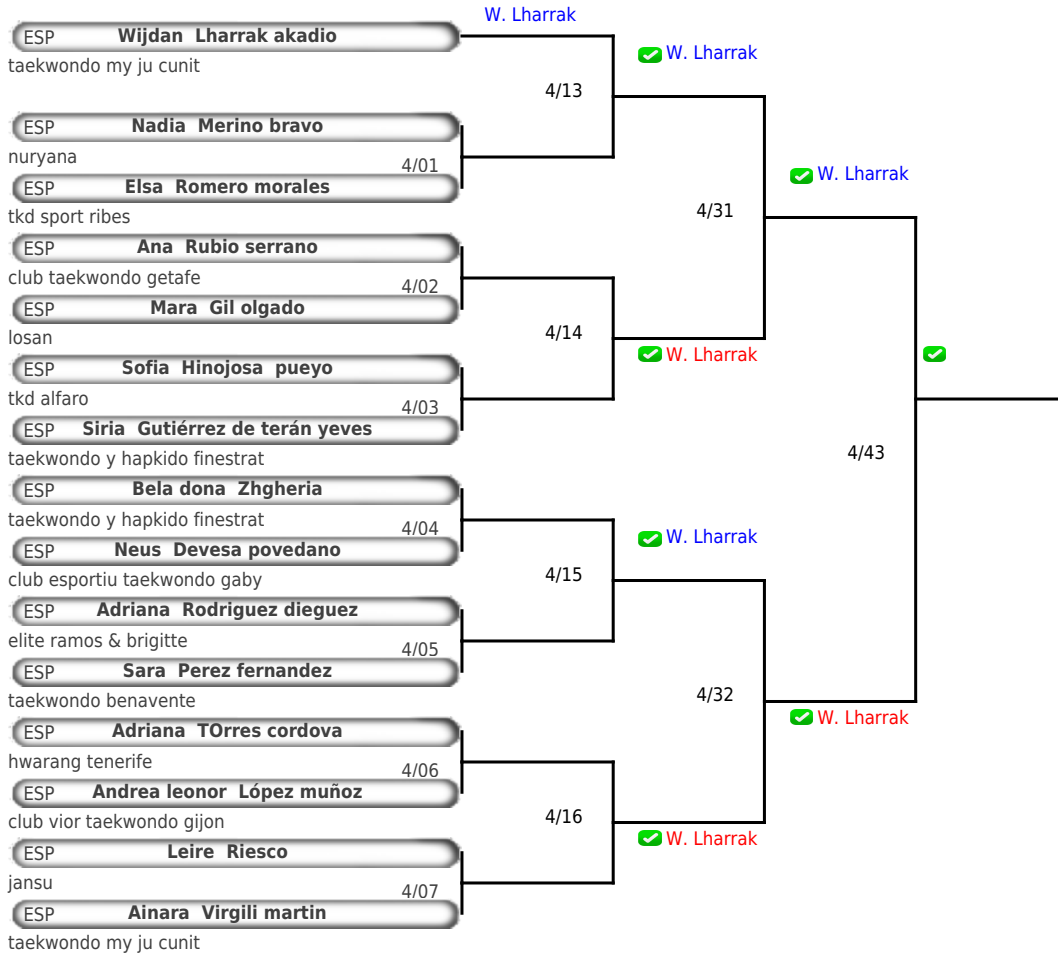 W. Lharrak
ESP Wijdan Lharrak akadio
taekwondo my ju cunit
W. Lharrak
4/13
ESP Nadia Merino bravo
nuryana
4/01
ESP Elsa Romero morales
tkd sport ribes
W. Lharrak
4/31
ESP Ana Rubio serrano
club taekwondo getafe
4/02
ESP Mara Gil olgado
losan
4/14
W. Lharrak
ESP Sofia Hinojosa pueyo
tkd alfaro
4/03
ESP Siria Gutiérrez de terán yeves
taekwondo y hapkido finestrat
4/43
ESP Bela dona Zhgheria
taekwondo y hapkido finestrat
4/04
ESP Neus Devesa povedano
club esportiu taekwondo gaby
W. Lharrak
4/15
ESP Adriana Rodriguez dieguez
elite ramos & brigitte
4/05
ESP Sara Perez fernandez
taekwondo benavente
4/32
W. Lharrak
ESP Adriana TOrres cordova
hwarang tenerife
4/06
ESP Andrea leonor López muñoz
club vior taekwondo gijon
4/16
W. Lharrak
ESP Leire Riesco
jansu
4/07
ESP Ainara Virgili martin
taekwondo my ju cunit